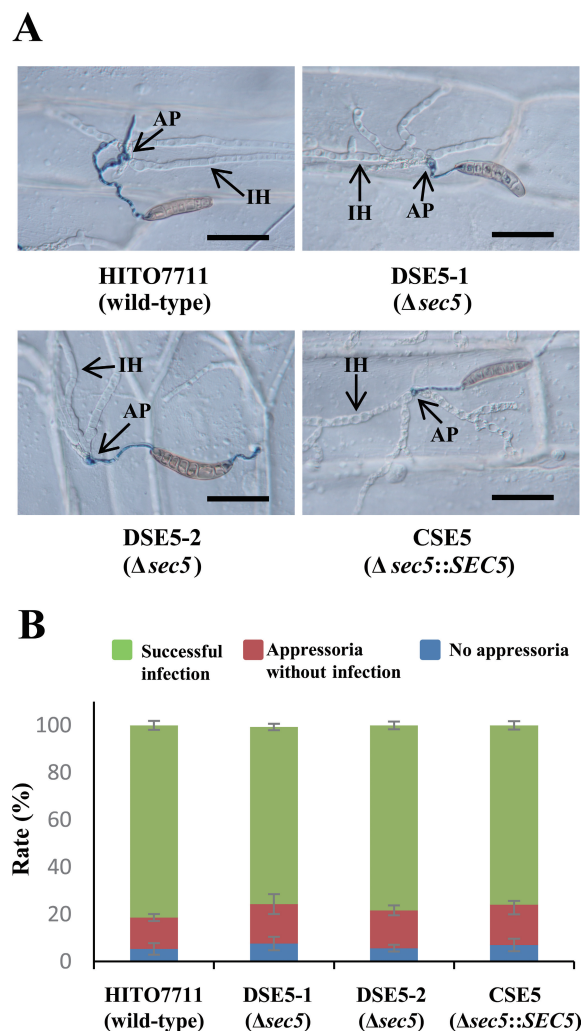 A
AP
IH
IH
AP
HITO7711
(wild-type)
DSE5-1
(Δsec5)
IH
AP
IH
AP
DSE5-2
(Δsec5)
CSE5
(Δsec5::SEC5)
B
Successful
infection
Appressoria
without infection
No appressoria
Rate (%)
100
80
60
40
20
0
HITO7711
(wild-type)
DSE5-1
(Δsec5)
DSE5-2
(Δsec5)
CSE5
(Δsec5::SEC5)